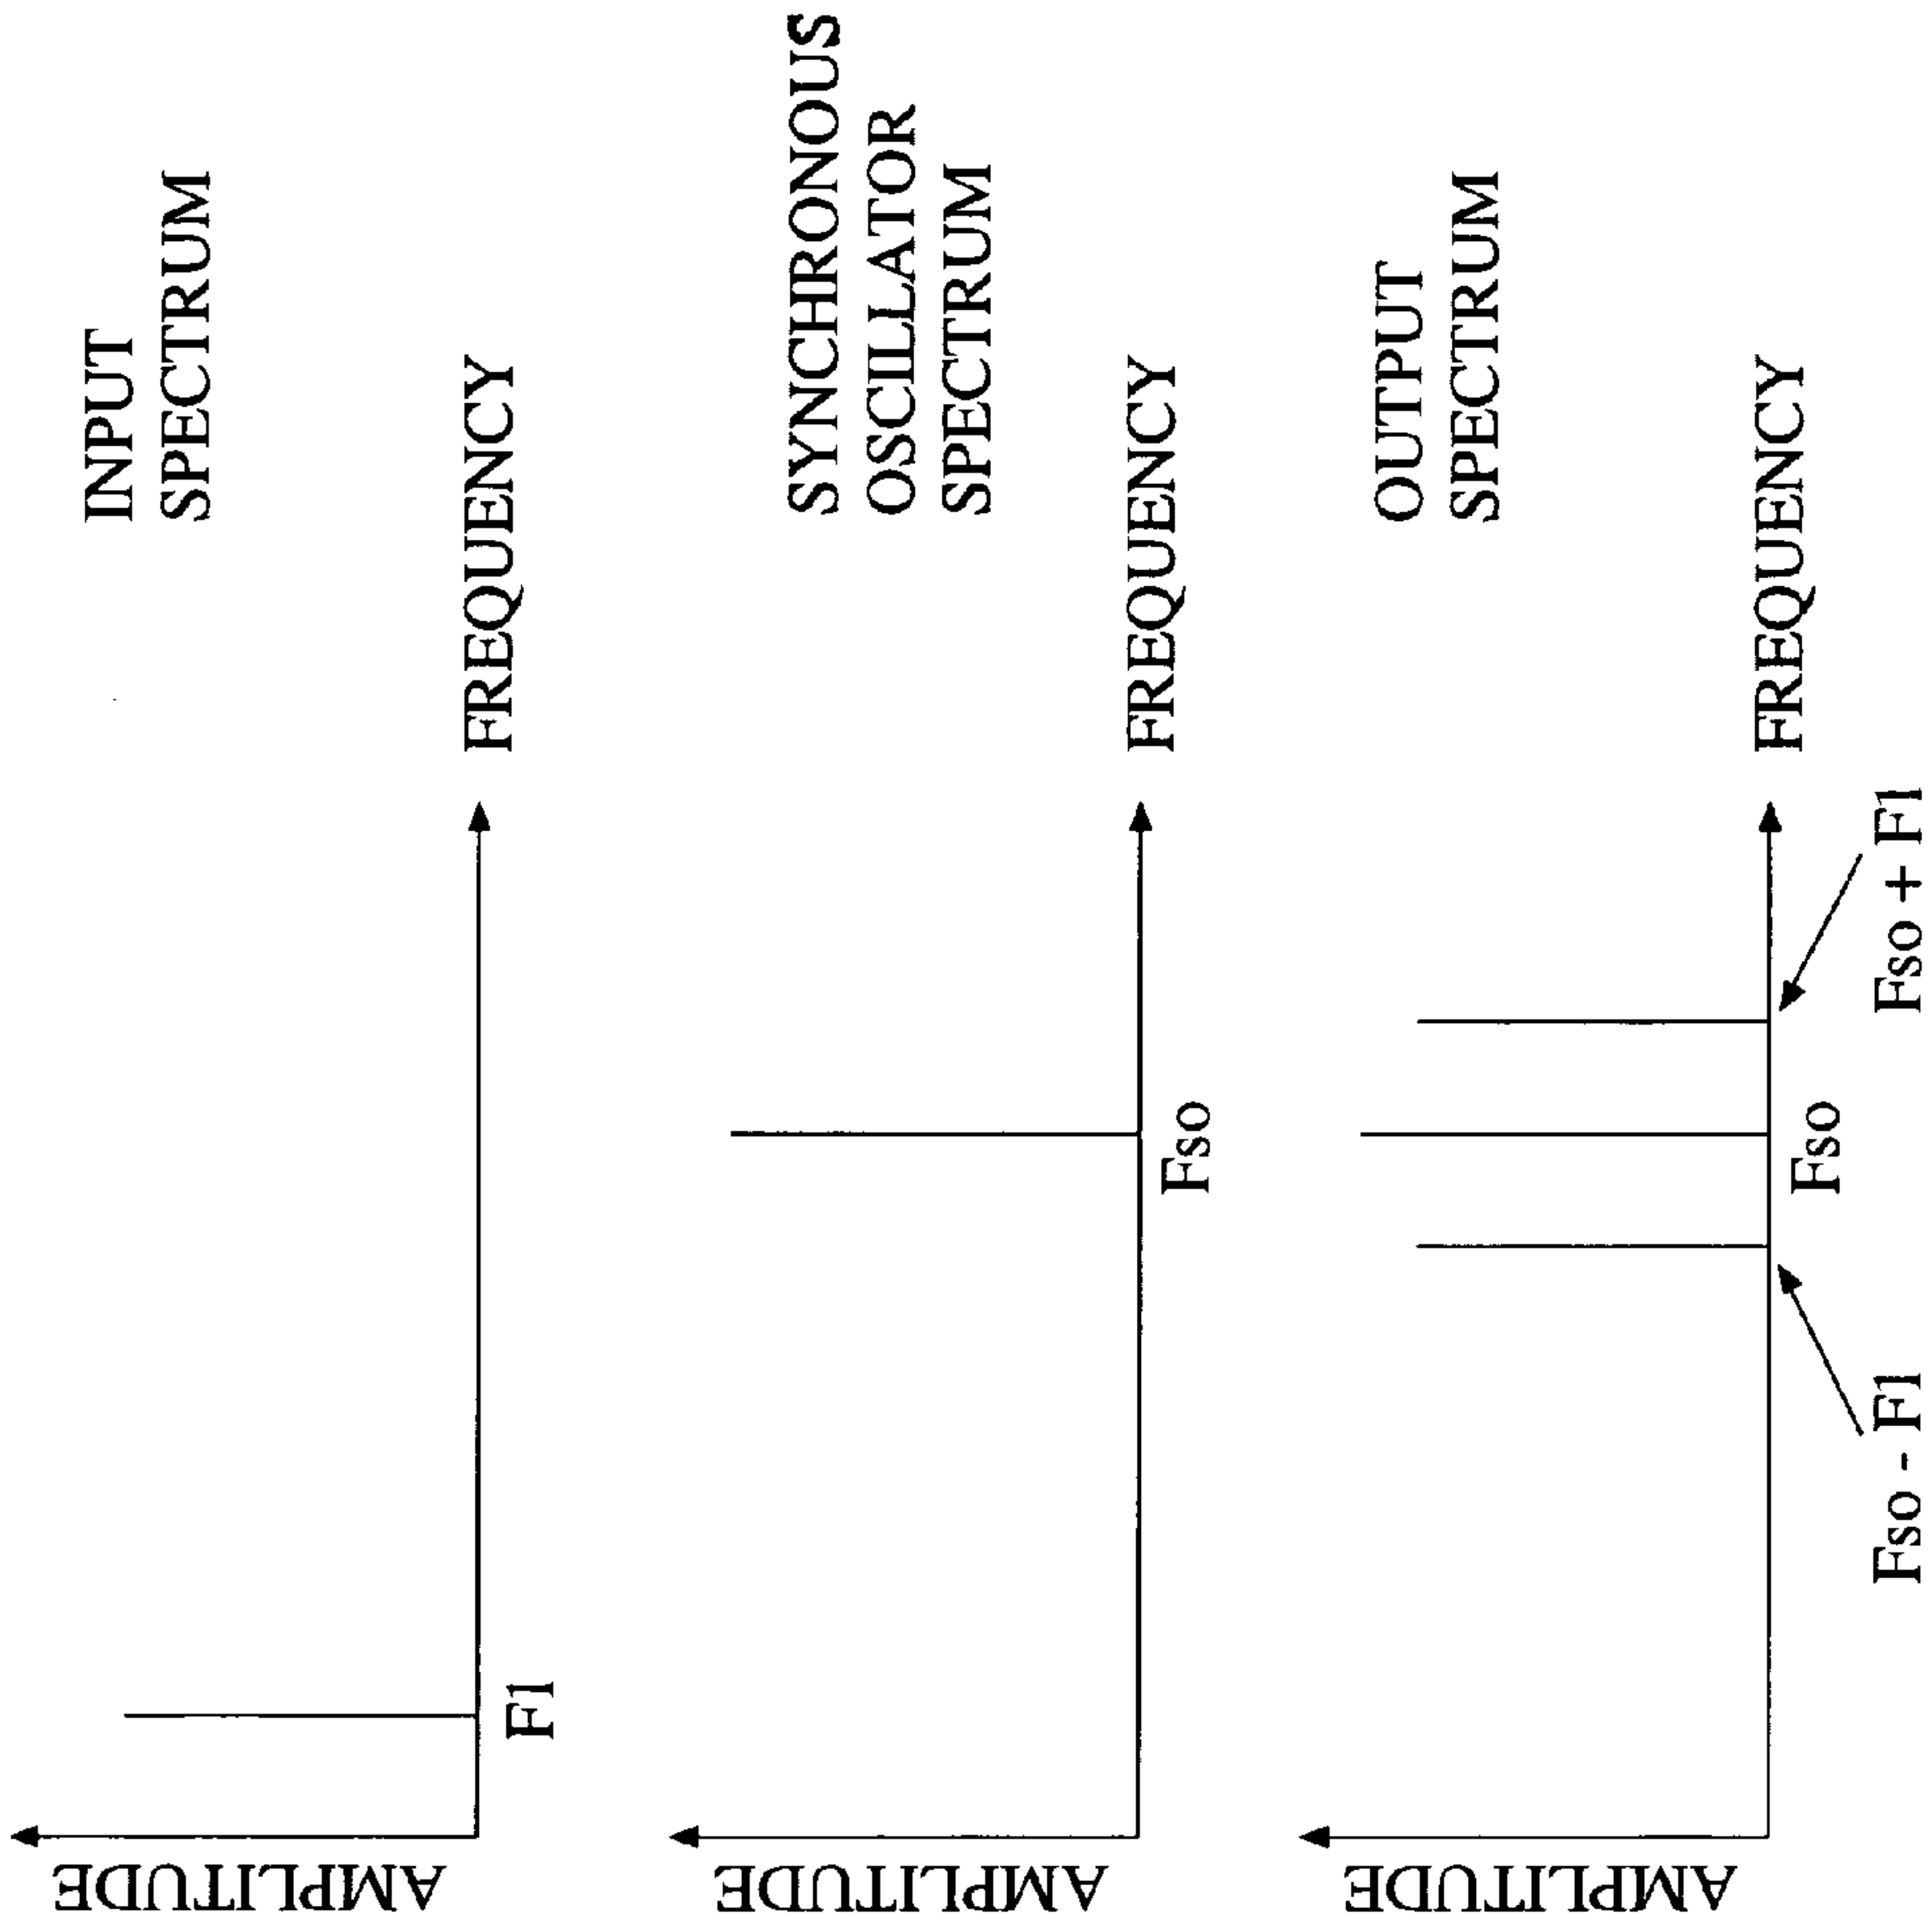 INPUT
SPECTRUM
AMPLITUDE
FREQUENCY
F1
SYNCHRONOUS
OSCILLATOR
SPECTRUM
AMPLITUDE
FREQUENCY
Fso
OUTPUT
SPECTRUM
AMPLITUDE
FREQUENCY
Fso
Fso - F1
Fso + F1